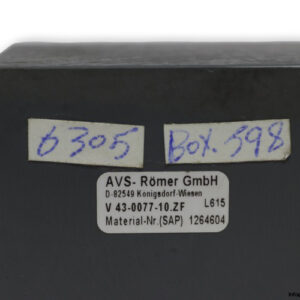 6305
BOX.598
AVS- Römer GmbH
D-82549 Königsdorf-Wiesen
V 43-0077-10.ZF L615
Material-Nr.(SAP) 1264604